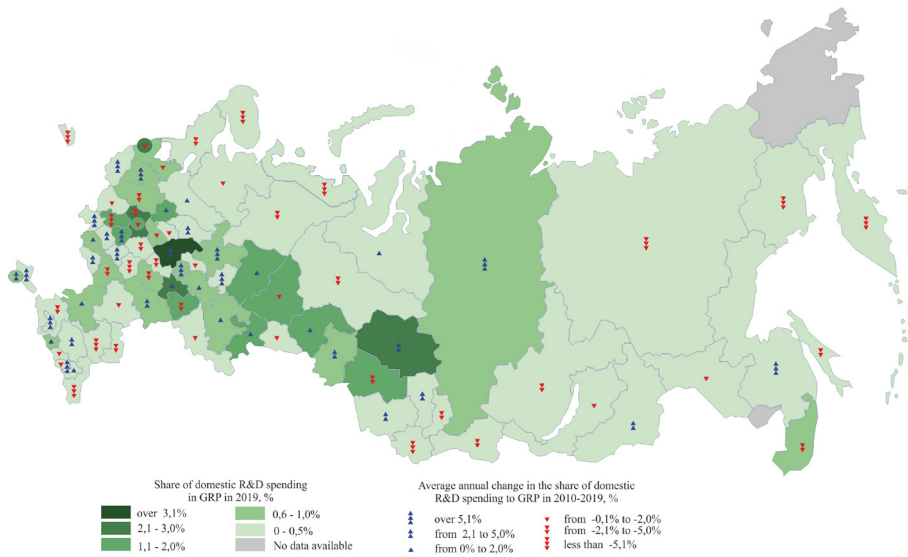 Share of domestic R&D spending
in GRP in 2019, %
over 3,1%
2,1 - 3,0%
1,1 - 2,0%
0,6 - 1,0%
0 - 0,5%
No data available
Average annual change in the share of domestic
R&D spending to GRP in 2010-2019, %
over 5,1%
from 2,1 to 5,0%
from 0% to 2,0%
from -0,1% to -2,0%
from -2,1% to -5,0%
less than -5,1%